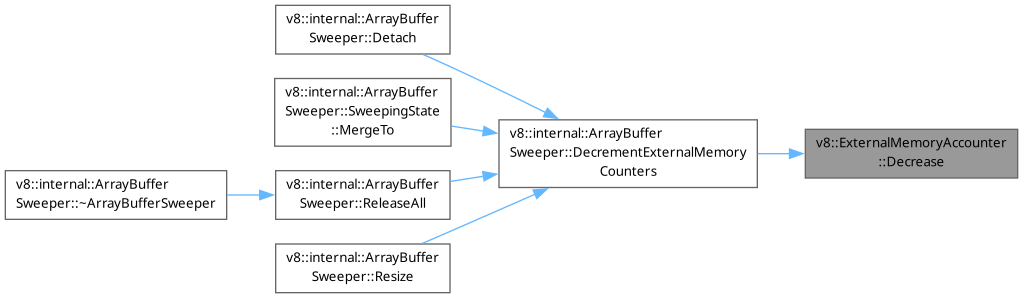 v8::internal::ArrayBuffer
Sweeper::Detach
v8::internal::ArrayBuffer
Sweeper::SweepingState
::MergeTo
v8::internal::ArrayBuffer
Sweeper::DecrementExternalMemory
Counters
v8::ExternalMemoryAccounter
::Decrease
v8::internal::ArrayBuffer
Sweeper::~ArrayBufferSweeper
v8::internal::ArrayBuffer
Sweeper::ReleaseAll
v8::internal::ArrayBuffer
Sweeper::Resize